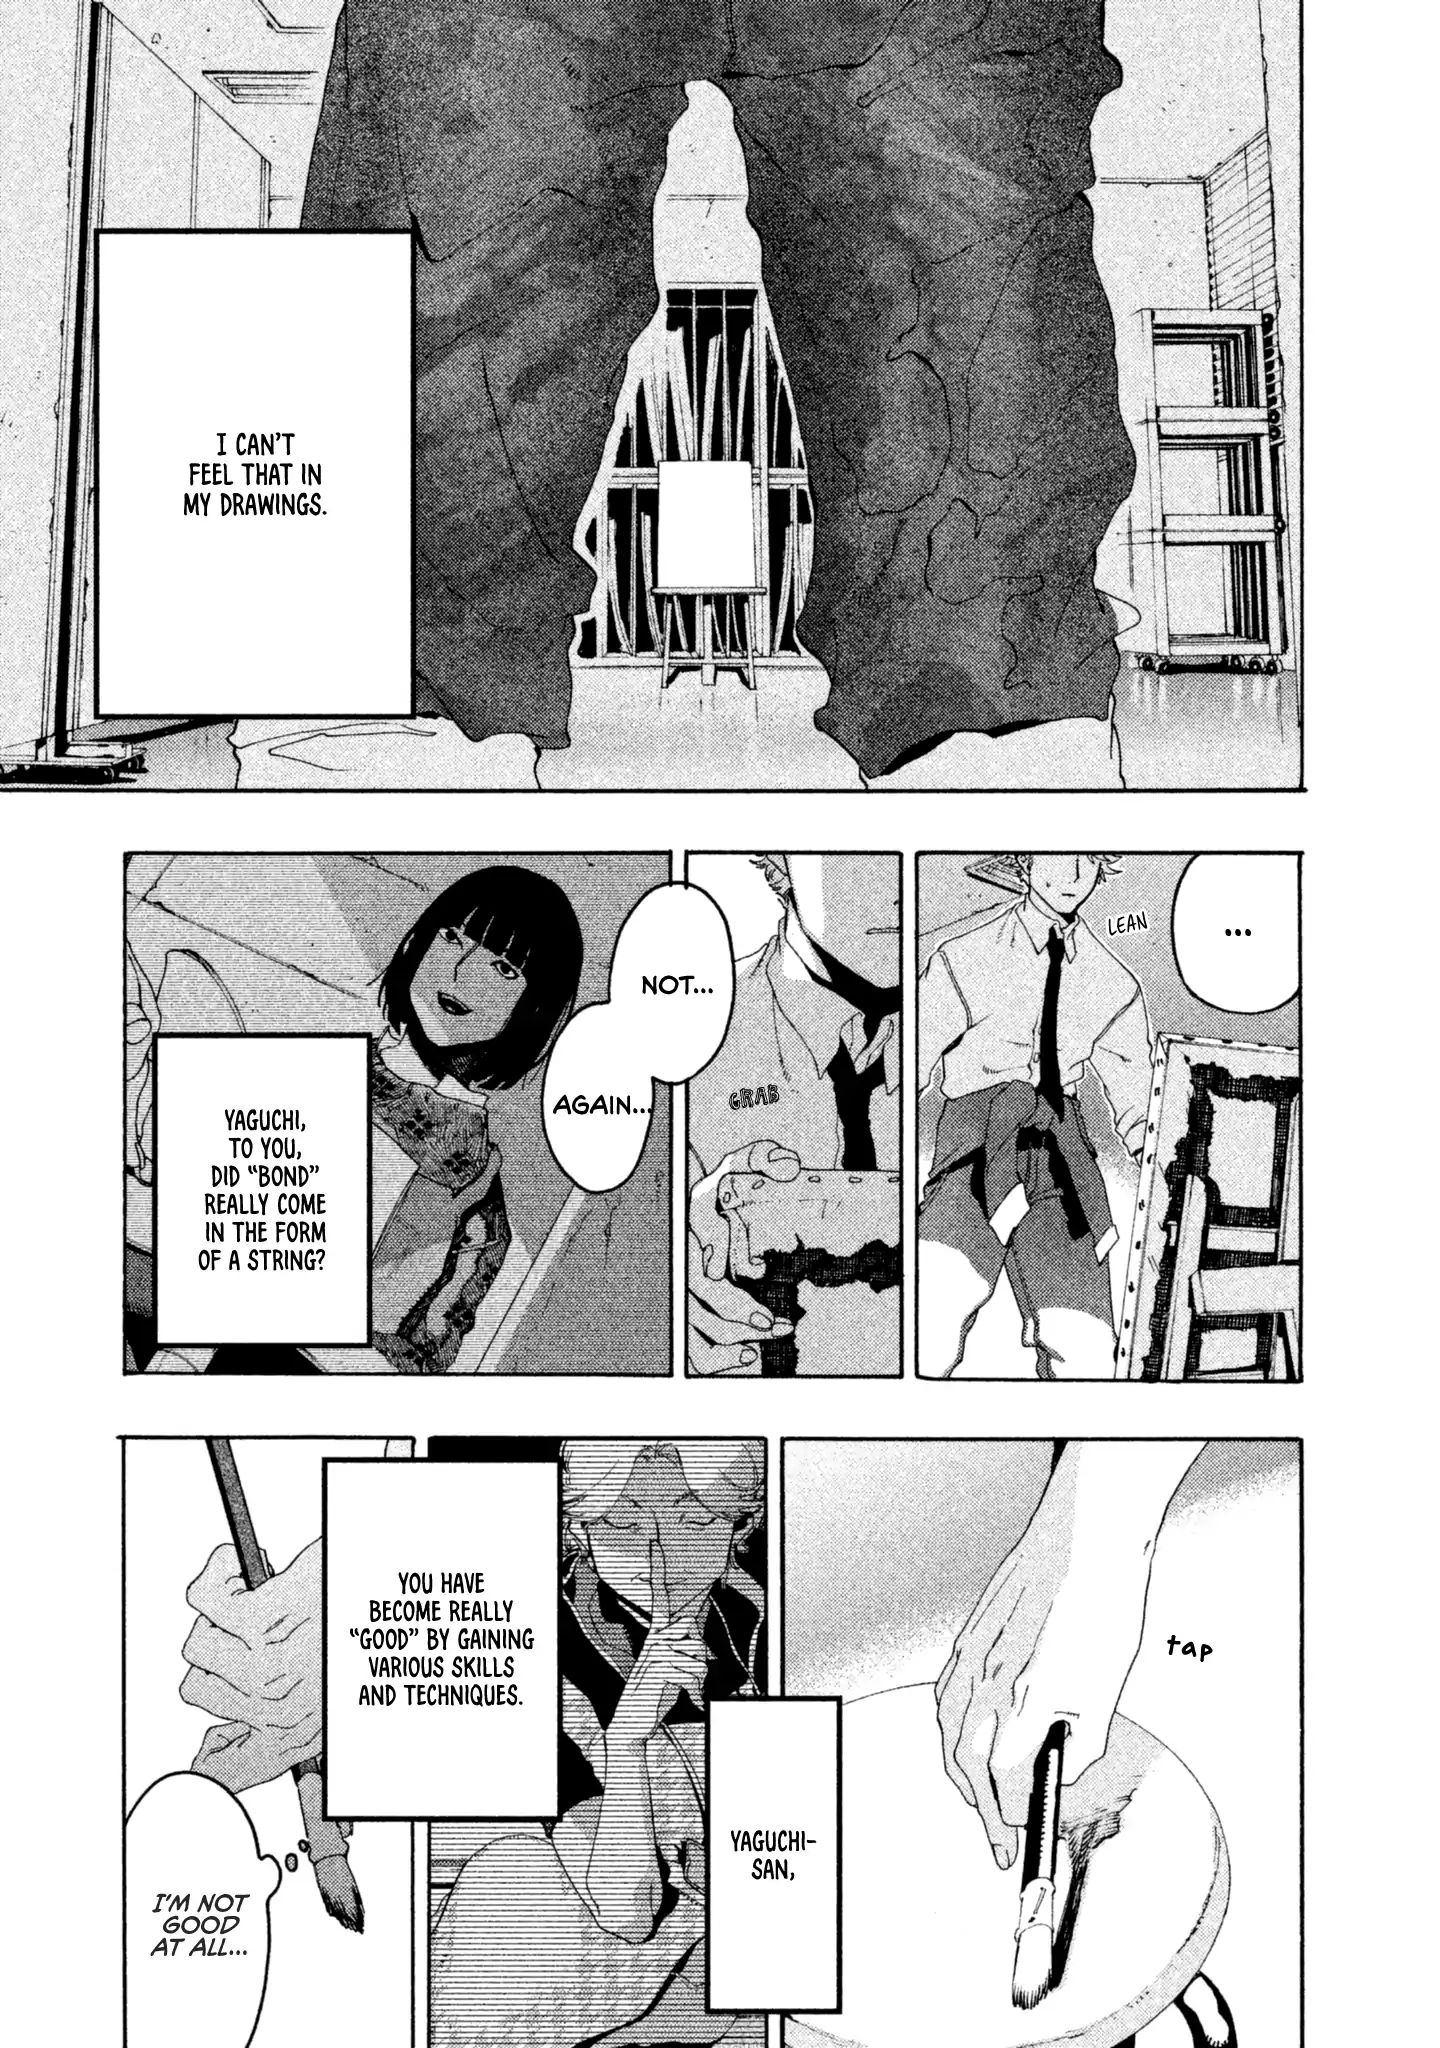 I CAN'T
FEEL THAT IN
MY DRAWINGS.
...
LEAN
GRAB
NOT...
AGAIN...
YAGUCHI,
TO YOU,
DID "BOND"
REALLY COME
IN THE FORM
OF A STRING?
tap
YAGUCHI-
SAN,
YOU HAVE
BECOME REALLY
"GOOD" BY GAINING
VARIOUS SKILLS
AND TECHNIQUES.
I'M NOT
GOOD
AT ALL...